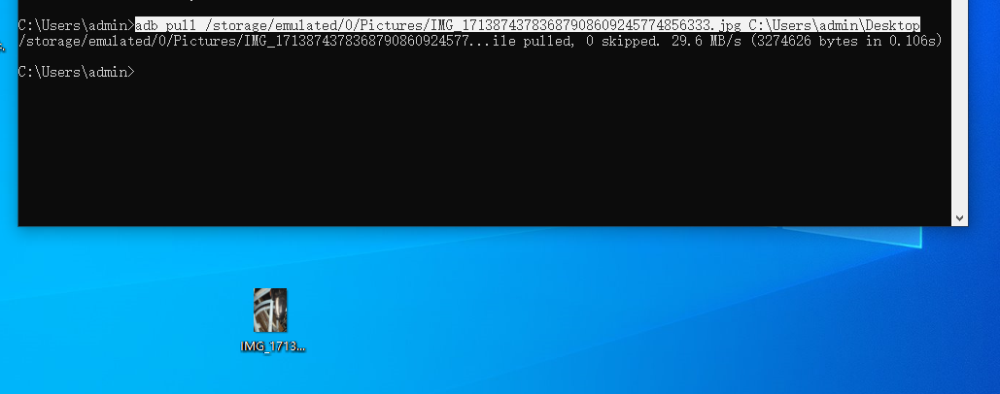 C:\Users\admin>adb pull /storage/emulated/0/Pictures/IMG_17138743783687908609245774856333.jpg C:\Users\admin\Desktop
/storage/emulated/0/Pictures/IMG_1713874378368790860924577...ile pulled, 0 skipped. 29.6 MB/s (3274626 bytes in 0.106s)
C:\Users\admin>
IMG_1713...